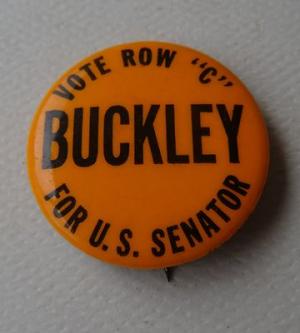 VOTE ROW "C"
BUCKLEY
FOR U.S. SENATOR